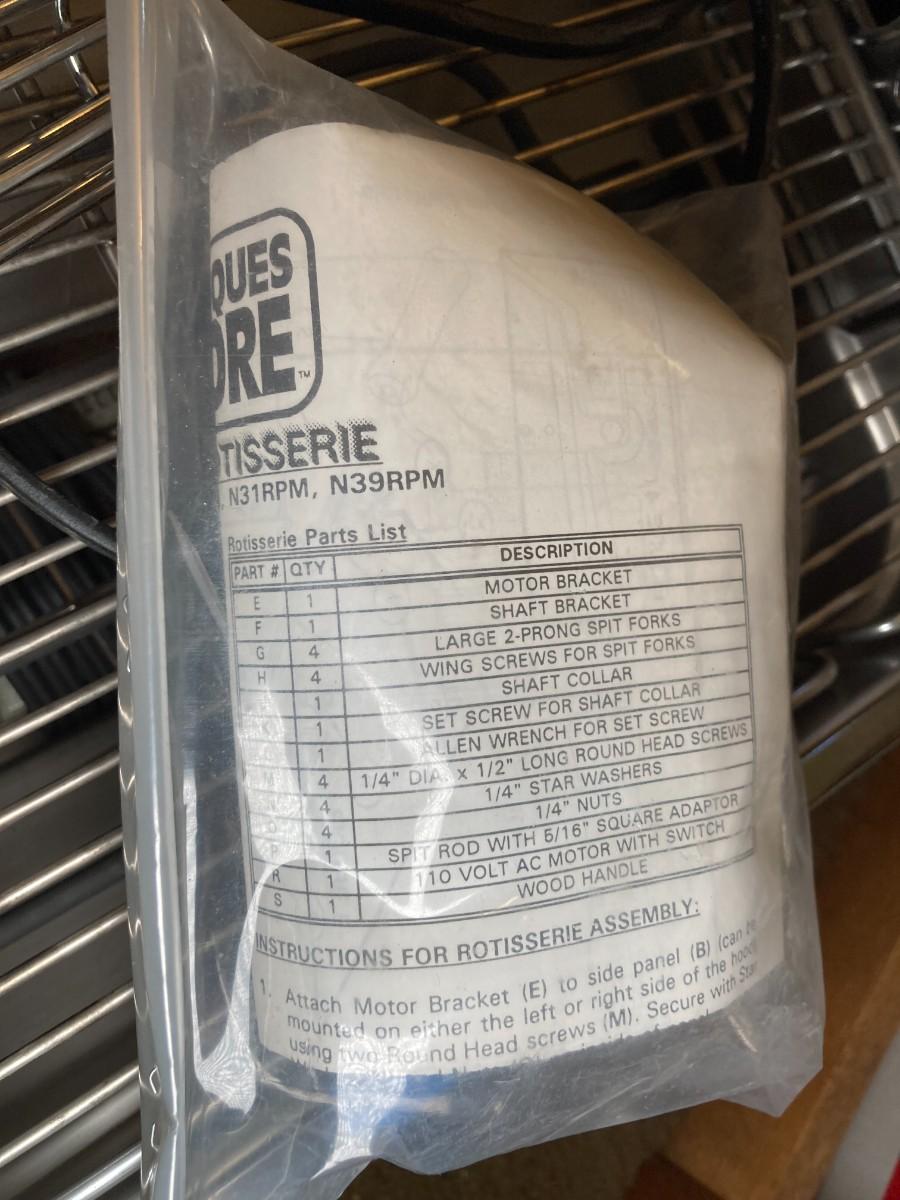 QUES
ORE ™
TISSERIE
, N31RPM, N39RPM
Rotisserie Parts List
PART # QTY DESCRIPTION
E 1 MOTOR BRACKET
F 1 SHAFT BRACKET
G 4 LARGE 2-PRONG SPIT FORKS
H 4 WING SCREWS FOR SPIT FORKS
1 SHAFT COLLAR
K 1 SET SCREW FOR SHAFT COLLAR
1 ALLEN WRENCH FOR SET SCREW
M 4 1/4" DIA. x 1/2" LONG ROUND HEAD SCREWS
N 4 1/4" STAR WASHERS
O 4 1/4" NUTS
P 1 SPIT ROD WITH 5/16" SQUARE ADAPTOR
R 1 110 VOLT AC MOTOR WITH SWITCH
S 1 WOOD HANDLE
INSTRUCTIONS FOR ROTISSERIE ASSEMBLY:
1. Attach Motor Bracket (E) to side panel (B) (can be
mounted on either the left or right side of the hood
using two Round Head screws (M). Secure with Star